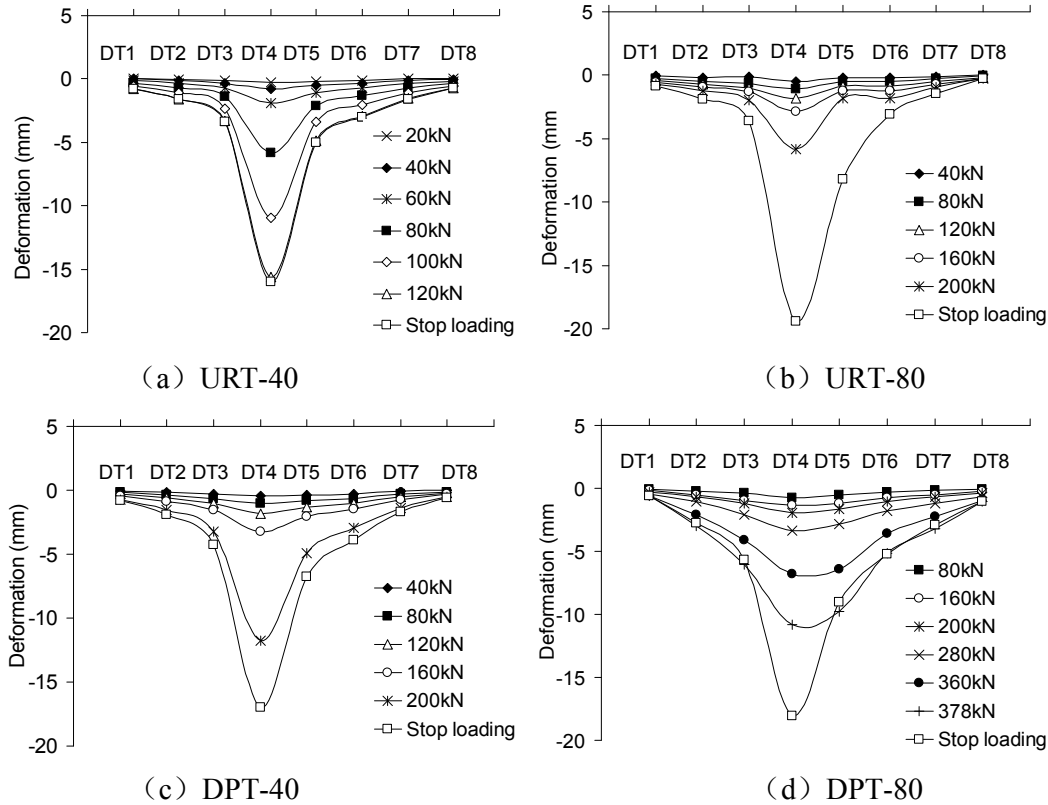 5
DT1 DT2 DT3 DT4 DT5 DT6 DT7 DT8
0
-5
-10
-15
-20
Deformation (mm)
20kN
40kN
60kN
80kN
100kN
120kN
Stop loading
（a）URT-40
5
DT1 DT2 DT3 DT4 DT5 DT6 DT7 DT8
0
-5
-10
-15
-20
Deformation (mm
40kN
80kN
120kN
160kN
200kN
Stop loading
（b）URT-80
5
DT1 DT2 DT3 DT4 DT5 DT6 DT7 DT8
0
-5
-10
-15
-20
Deformation (mm)
40kN
80kN
120kN
160kN
200kN
Stop loading
（c）DPT-40
5
DT1 DT2 DT3 DT4 DT5 DT6 DT7 DT8
0
-5
-10
-15
-20
Deformation (mm)
80kN
160kN
200kN
280kN
360kN
378kN
Stop loading
（d）DPT-80